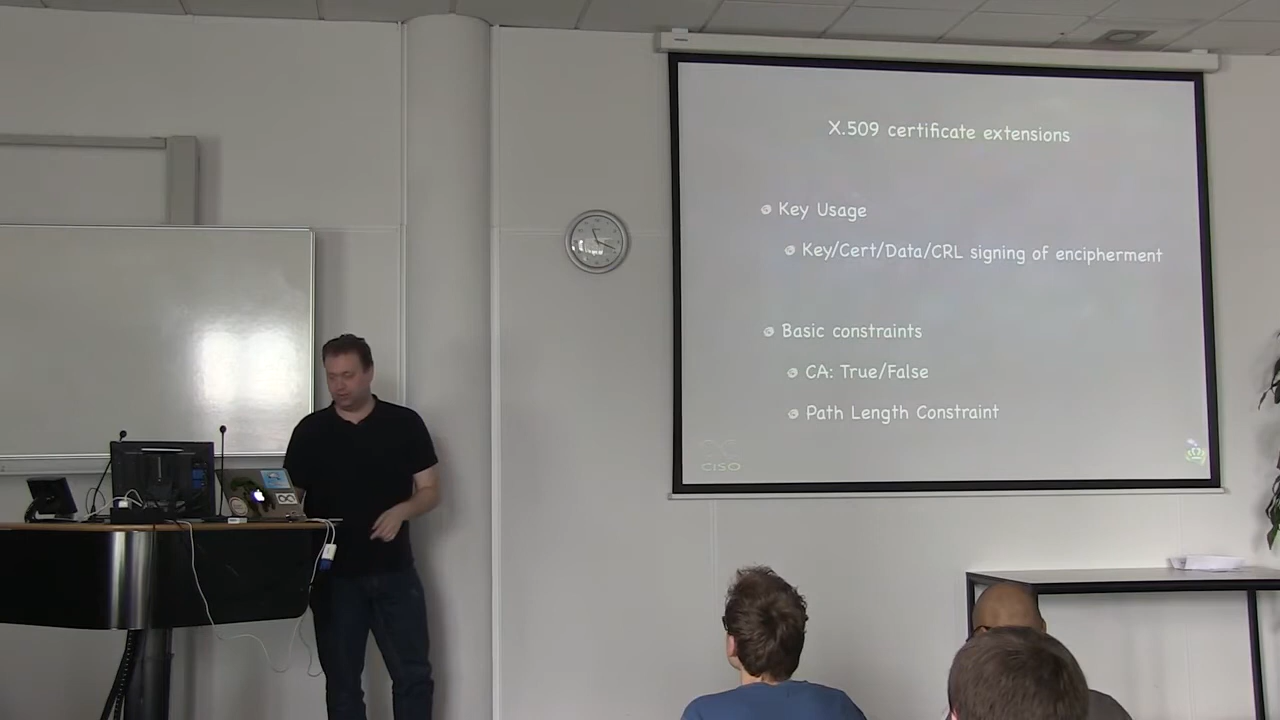 X.509 certificate extensions
Key Usage
Key/Cert/Data/CRL signing of encipherment
Basic constraints
CA: True/False
Path Length Constraint
CISO